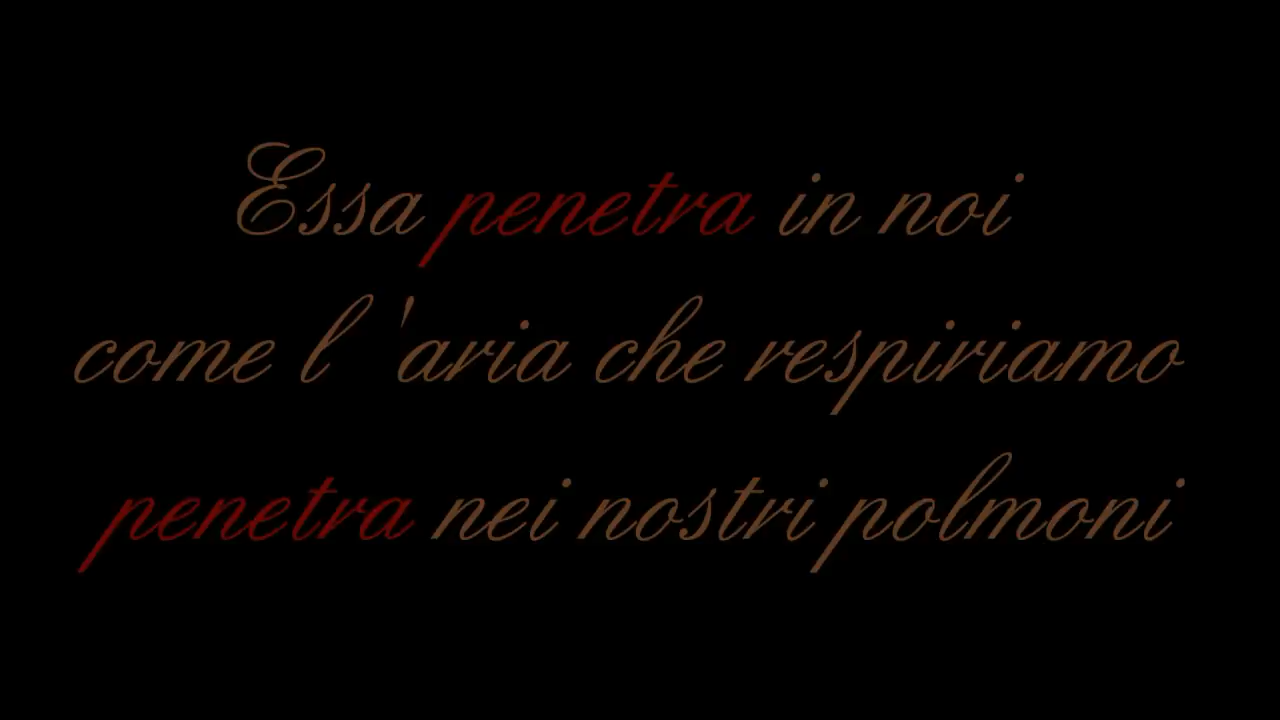 Essa penetra in noi
come l'aria che respiriamo
penetra nei nostri polmoni